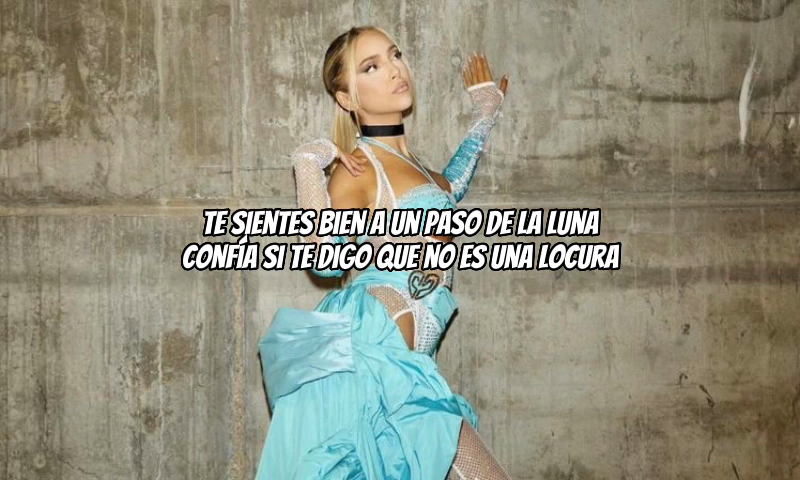 TE SIENTES BIEN A UN PASO DE LA LUNA
CONFÍA SI TE DIGO QUE NO ES UNA LOCURA